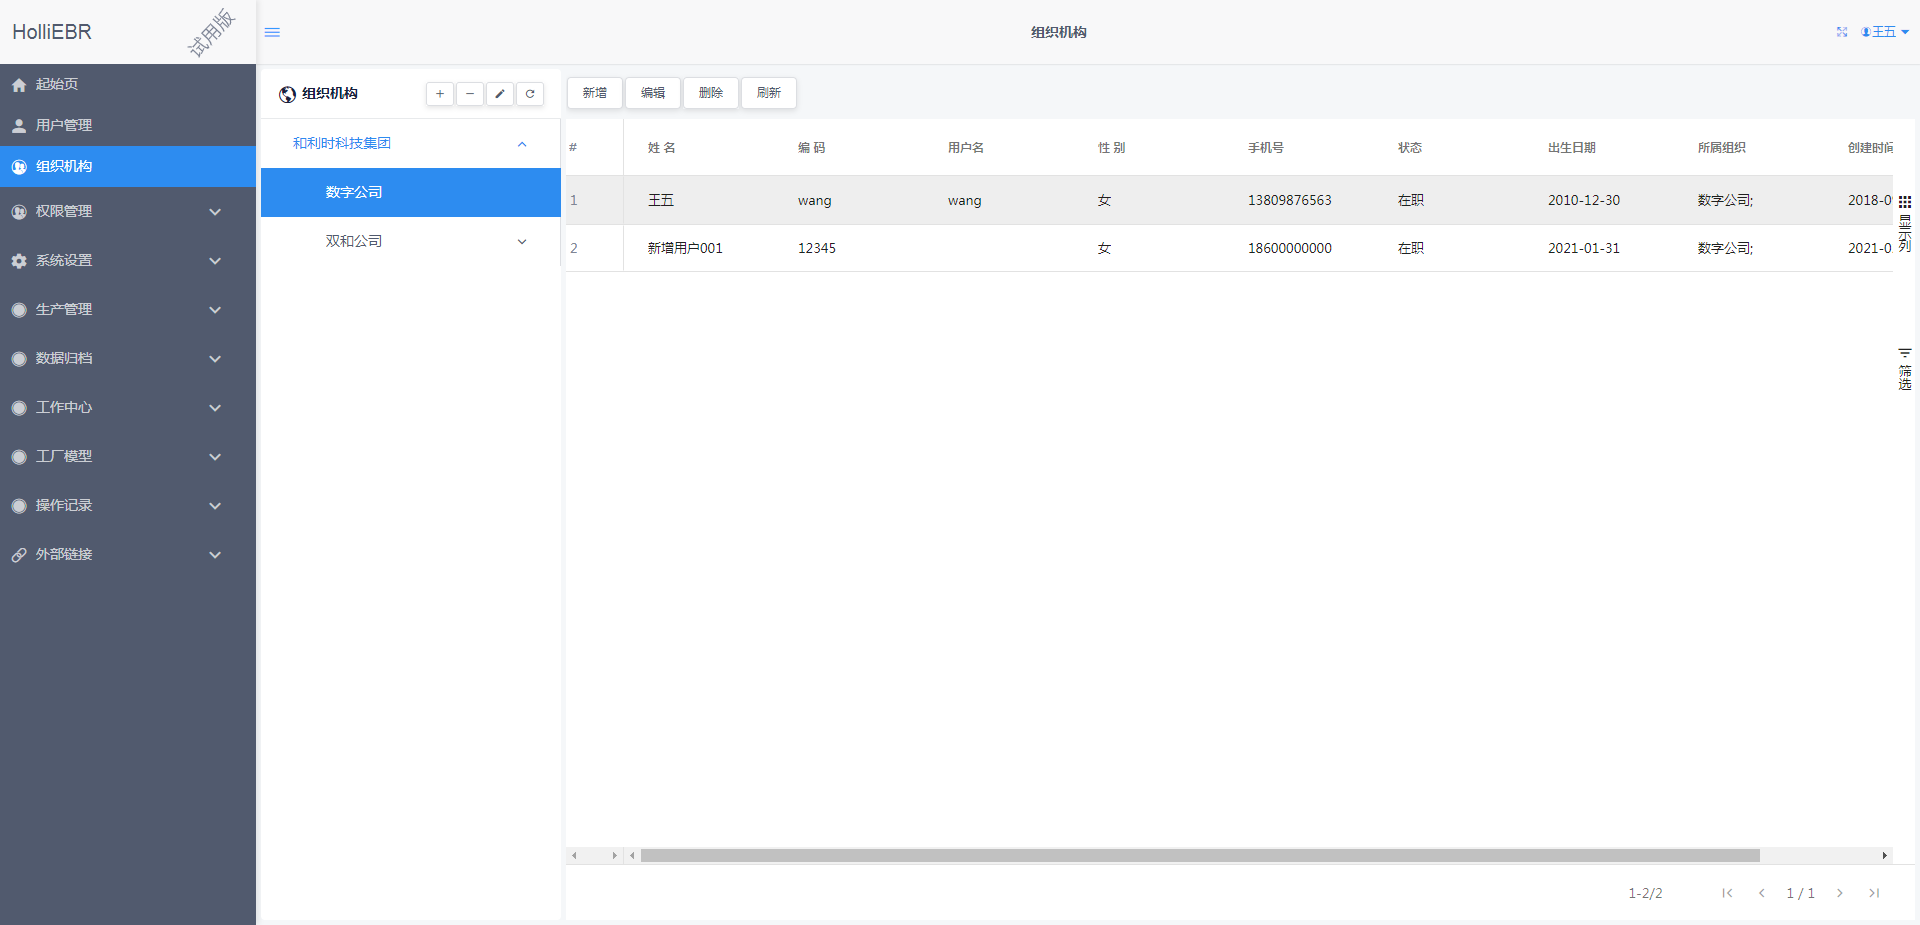 HolliEBR
试用版
组织机构
王五
起始页
用户管理
组织机构
权限管理
系统设置
生产管理
数据归档
工作中心
工厂模型
操作记录
外部链接
组织机构
和利时科技集团
数字公司
双和公司
新增 编辑 删除 刷新
# 姓 名 编 码 用户名 性 别 手机号 状态 出生日期 所属组织 创建时间
1 王五 wang wang 女 13809876563 在职 2010-12-30 数字公司; 2018-0
2 新增用户001 12345 女 18600000000 在职 2021-01-31 数字公司; 2021-0
显示列
筛选
1-2/2 1 / 1